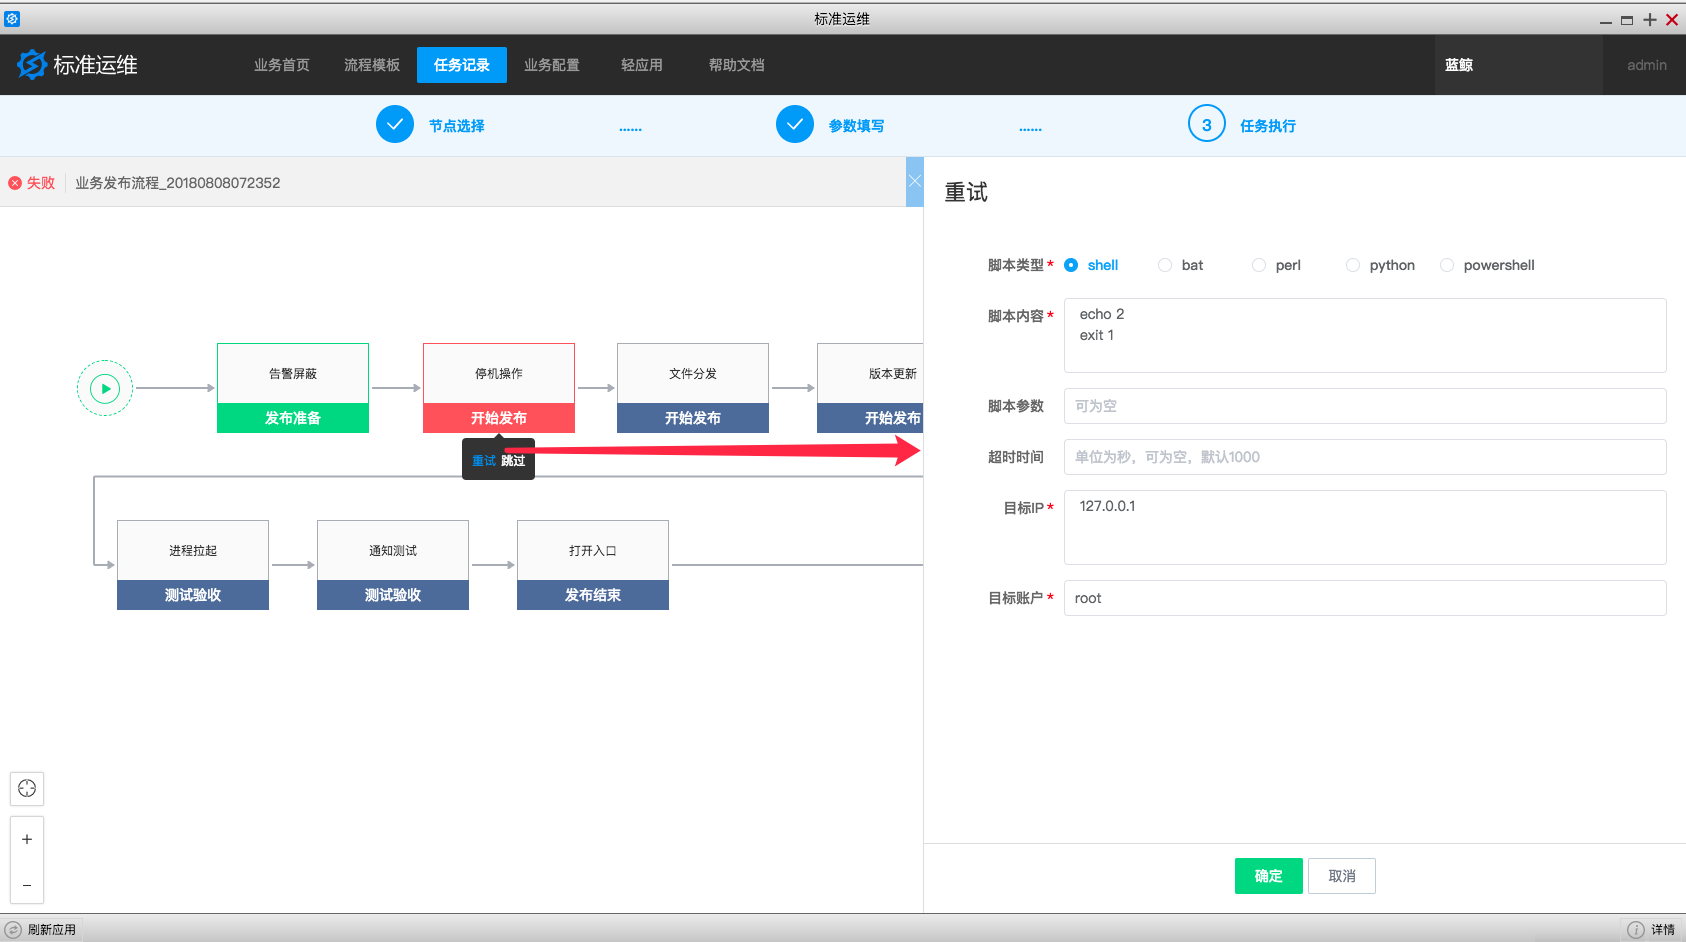 标准运维
标准运维
业务首页 流程模板 任务记录 业务配置 轻应用 帮助文档 蓝鲸 admin
节点选择 ...... 参数填写 ...... 3 任务执行
失败 业务发布流程_20180808072352
重试
脚本类型* shell bat perl python powershell
脚本内容* echo 2
exit 1
脚本参数 可为空
超时时间 单位为秒，可为空，默认1000
目标IP* 127.0.0.1
目标账户* root
告警屏蔽 停机操作 文件分发 版本更新
发布准备 开始发布 开始发布 开始发布
重试 跳过
进程拉起 通知测试 打开入口
测试验收 测试验收 发布结束
确定 取消
刷新应用 详情